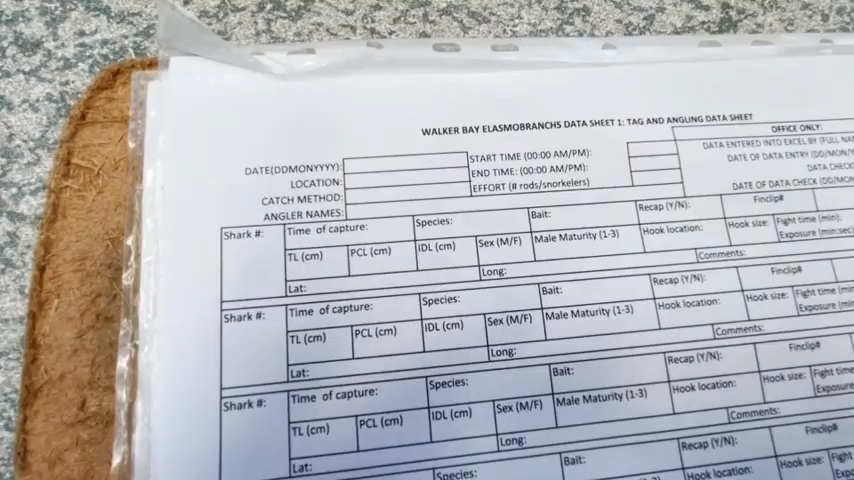 WALKER BAY ELASMOBRANCHS DATA SHEET 1: TAG AND ANGLING DATA SHEET
OFFICE ONLY:
DATE(DDMONYYYY): START TIME (00:00 AM/PM): DATA ENTERED INTO EXCEL BY (FULL
LOCATION: END TIME: (00:00 AM/PM): DATE OF DATA ENTRY
CATCH METHOD: EFFORT (# rods/snorkelers) DATA
ANGLER NAMES: DATE OF DATA CHECK
Shark #: Time of capture: Species: Bait: Recap (Y/N): Finclip#
TL (cm) PCL (cm) IDL (cm) Sex (M/F) Male Maturity (1-3) Hook location: Hook size: Fight time (min):
Exposure (min:sec)
Lat: Long: Comments:
Shark #: Time of capture: Species: Bait: Recap (Y/N): Finclip#
TL (cm) PCL (cm) IDL (cm) Sex (M/F) Male Maturity (1-3) Hook location: Hook size: Fight time (min
Exposure
Lat: Long: Comments:
Shark #: Time of capture: Species: Bait: Recap (Y/N): Finclip#
TL (cm) PCL (cm) IDL (cm) Sex (M/F) Male Maturity (1-3) Hook location: Hook size: Fight time
Exposure
Lat: Long: Comments:
Species: Bait: Recap (Y/N): Finclip#
Hook location: Hook size: Fight